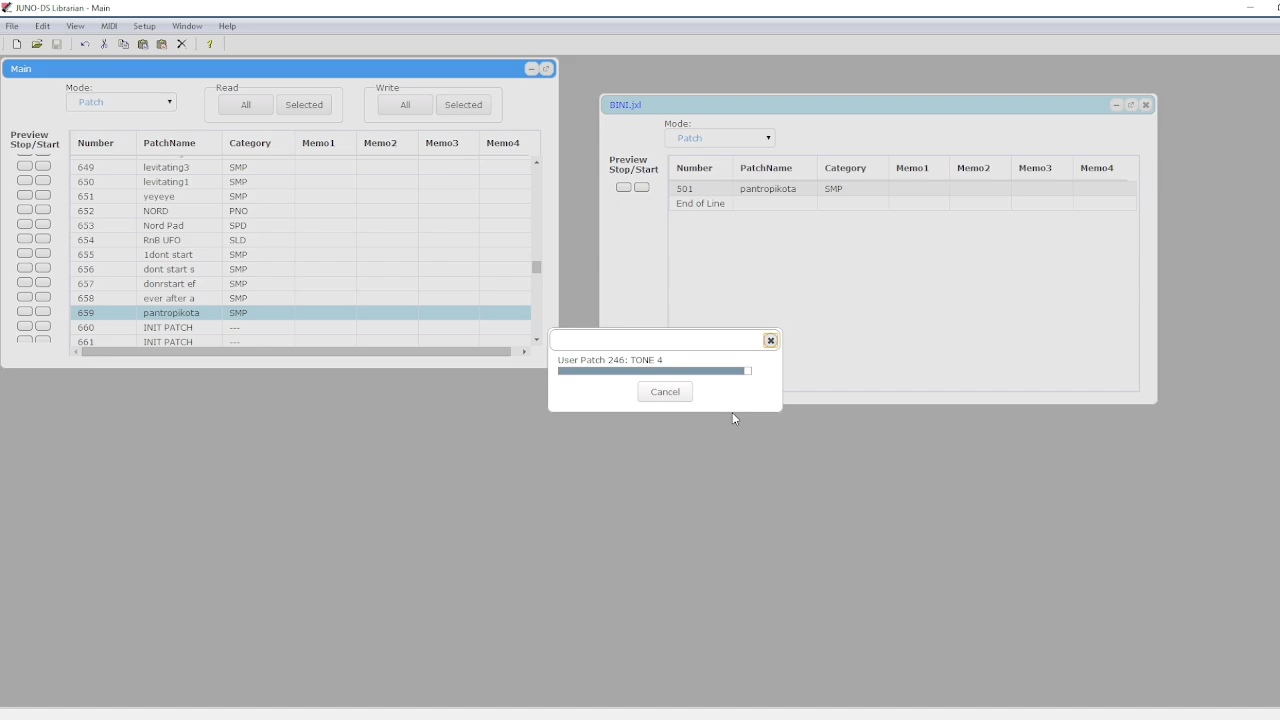 JUNO-DS Librarian - Main
File Edit View MIDI Setup Window Help
Main
Mode:
Patch
Read
All Selected
Write
All Selected
Preview
Stop/Start
Number PatchName Category Memo1 Memo2 Memo3 Memo4
649 levitating3 SMP
650 levitating1 SMP
651 yeyeye SMP
652 NORD PNO
653 Nord Pad SPD
654 RnB UFO SLD
655 1dont start SMP
656 dont start s SMP
657 donrstart ef SMP
658 ever after a SMP
659 pantropikota SMP
660 INIT PATCH ---
661 INIT PATCH ---
BINI.jxl
Mode:
Patch
Preview
Stop/Start
Number PatchName Category Memo1 Memo2 Memo3 Memo4
501 pantropikota SMP
End of Line
User Patch 246: TONE 4
Cancel